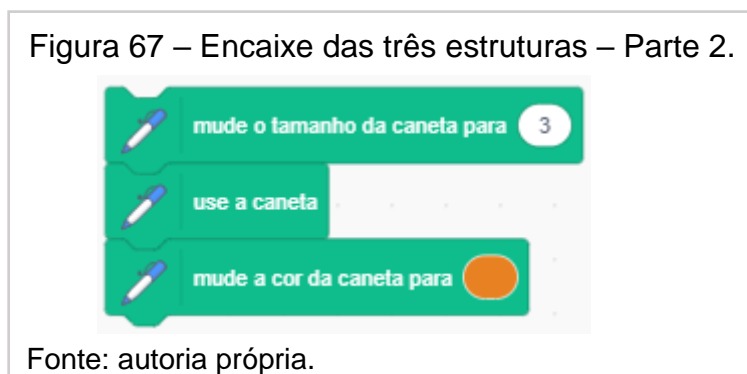 Figura 67 – Encaixe das três estruturas – Parte 2.
mude o tamanho da caneta para 3
use a caneta
mude a cor da caneta para
Fonte: autoria própria.